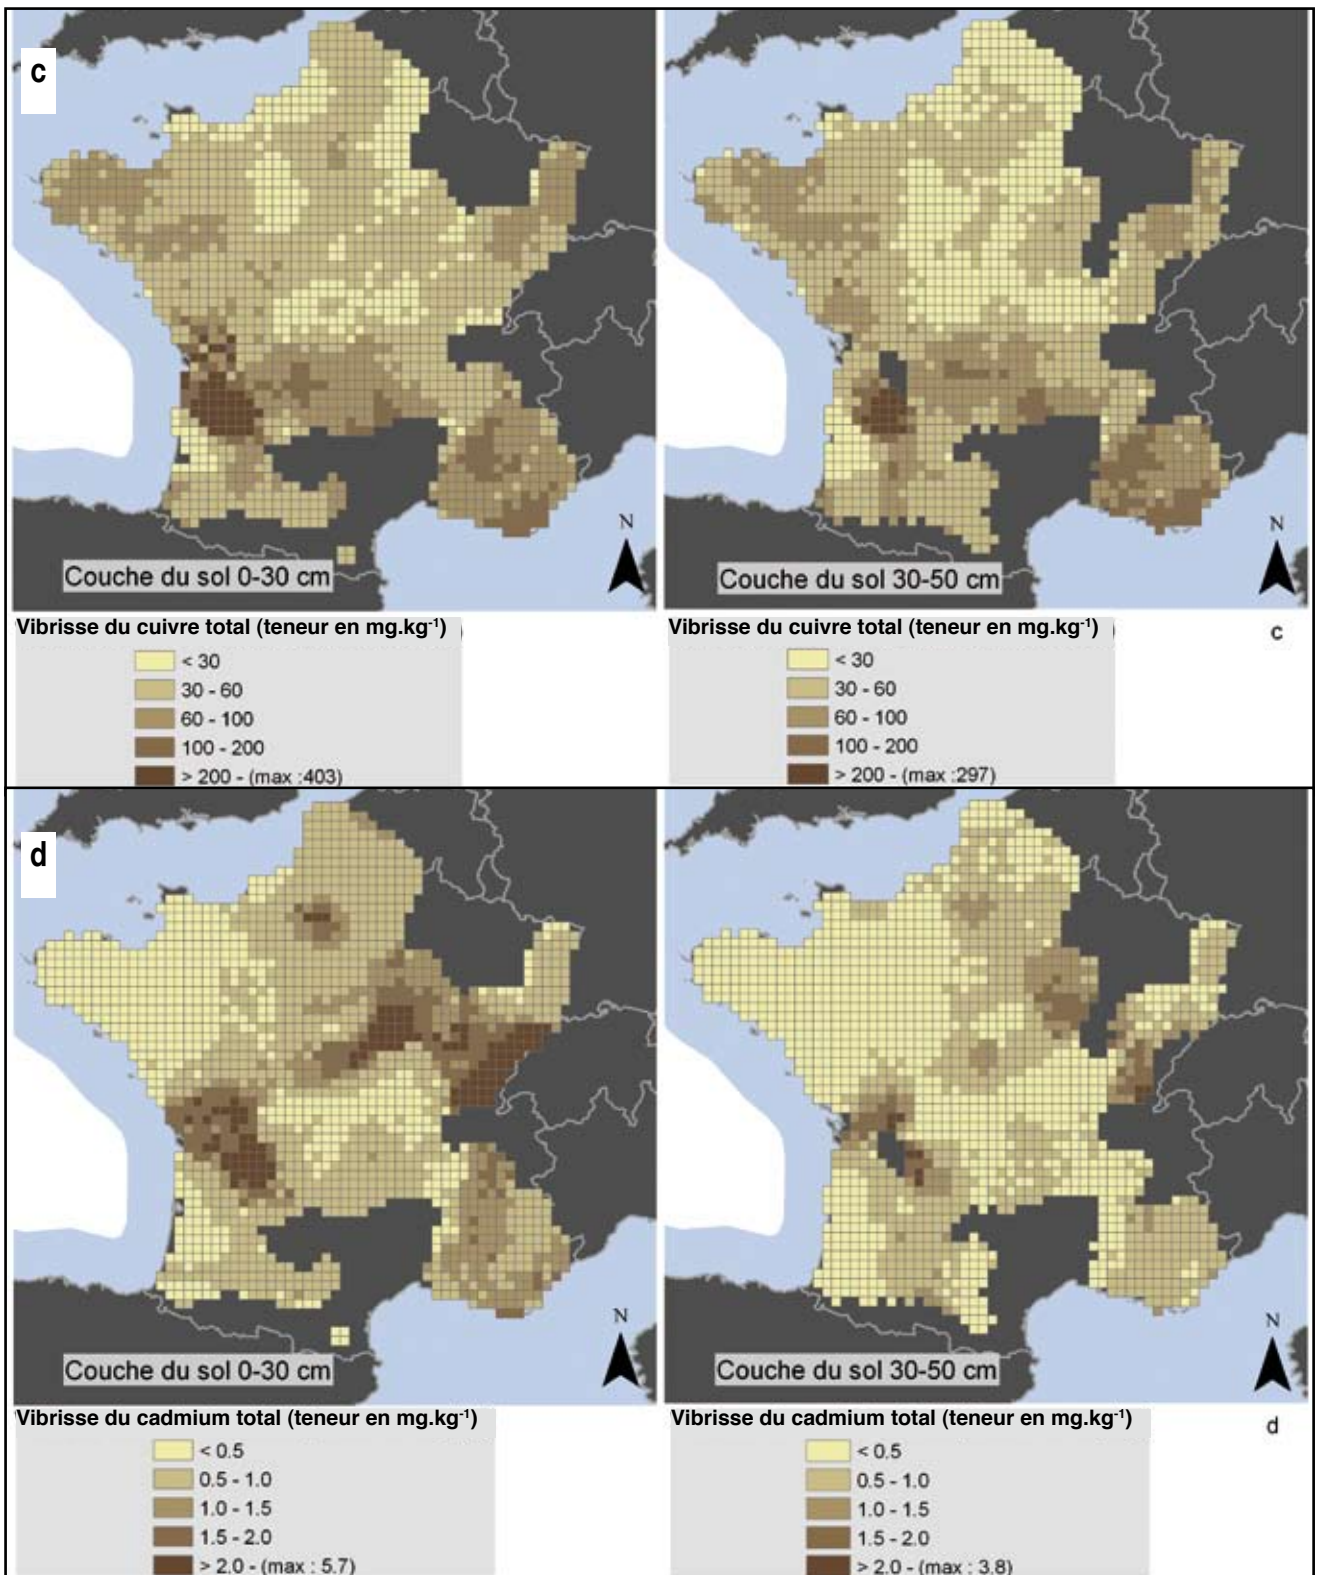 c
N
Couche du sol 0-30 cm
N
Couche du sol 30-50 cm
Vibrisse du cuivre total (teneur en mg.kg-1)
< 30
30 - 60
60 - 100
100 - 200
> 200 - (max :403)
Vibrisse du cuivre total (teneur en mg.kg-1)
c
< 30
30 - 60
60 - 100
100 - 200
> 200 - (max :297)
d
N
Couche du sol 0-30 cm
N
Couche du sol 30-50 cm
Vibrisse du cadmium total (teneur en mg.kg-1)
< 0.5
0.5 - 1.0
1.0 - 1.5
1.5 - 2.0
> 2.0 - (max : 5.7)
Vibrisse du cadmium total (teneur en mg.kg-1)
d
< 0.5
0.5 - 1.0
1.0 - 1.5
1.5 - 2.0
> 2.0 - (max : 3.8)